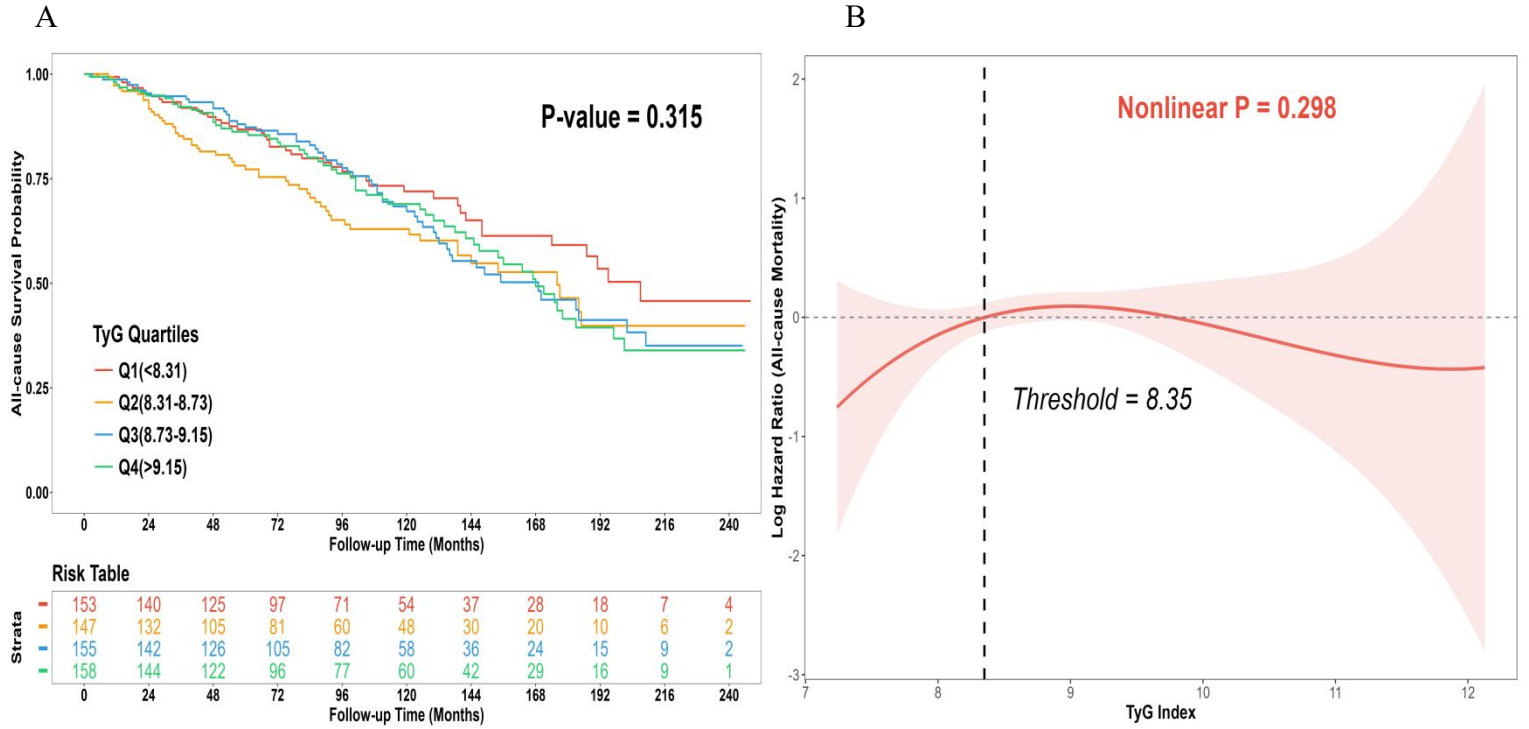 A
All-cause Survival Probability
1.00
0.75
0.50
0.25
0.00
P-value = 0.315
TyG Quartiles
Q1(<8.31)
Q2(8.31-8.73)
Q3(8.73-9.15)
Q4(>9.15)
0 24 48 72 96 120 144 168 192 216 240
Follow-up Time (Months)
Risk Table
Strata
153 140 125 97 71 54 37 28 18 7 4
147 132 105 81 60 48 30 20 10 6 2
155 142 126 105 82 58 36 24 15 9 2
158 144 122 96 77 60 42 29 16 9 1
0 24 48 72 96 120 144 168 192 216 240
Follow-up Time (Months)
B
Log Hazard Ratio (All-cause Mortality)
2
1
0
-1
-2
-3
Nonlinear P = 0.298
Threshold = 8.35
7 8 9 10 11 12
TyG Index